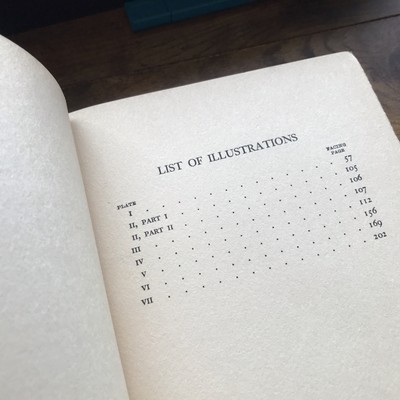 LIST OF ILLUSTRATIONS
FACING
PLATE PAGE
I . . . . . . . . . . 57
II, PART I . . . . . . . . 105
II, PART II . . . . . . . . 106
III . . . . . . . . . . 107
IV . . . . . . . . . . 112
V . . . . . . . . . . 156
VI . . . . . . . . . . 169
VII . . . . . . . . . . 202